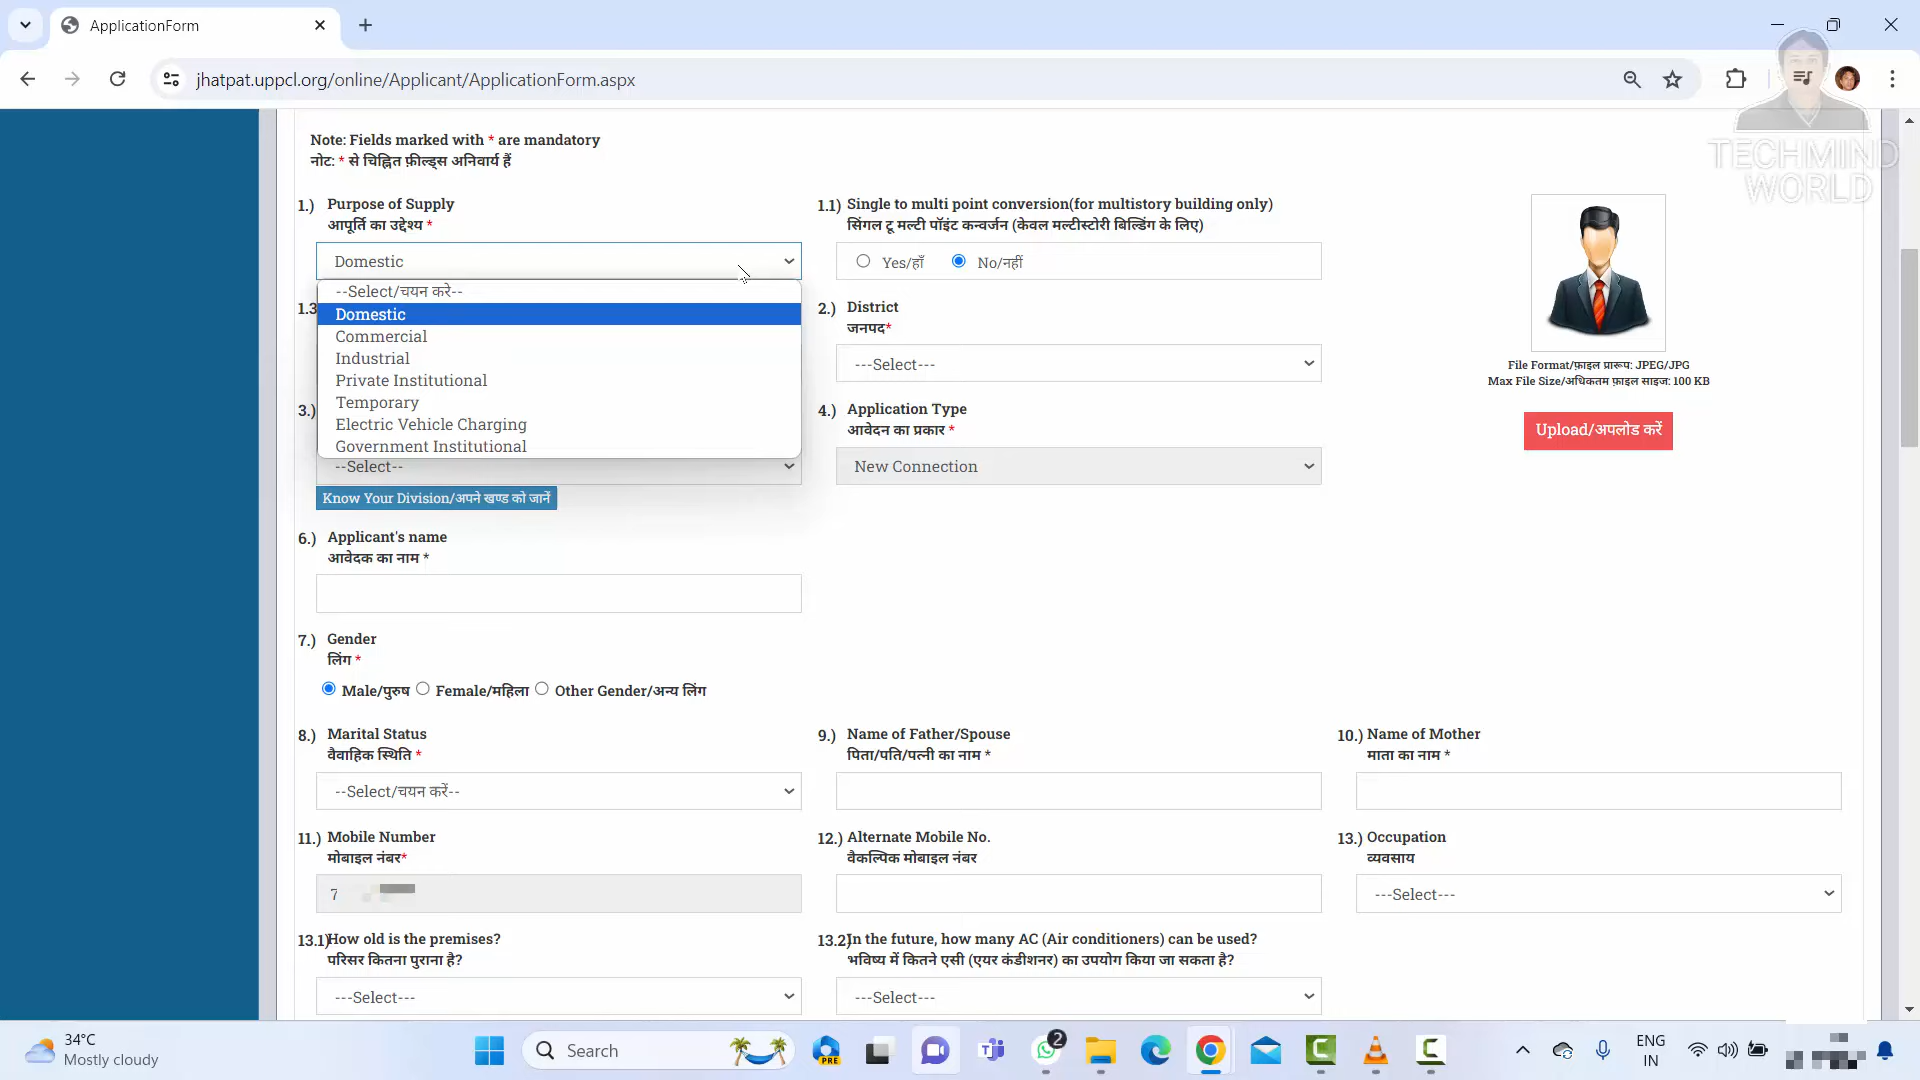 ApplicationForm
jhatpat.uppcl.org/online/Applicant/ApplicationForm.aspx
TECHMIND
WORLD
Note: Fields marked with * are mandatory
नोट: * से चिह्नित फ़ील्ड्स अनिवार्य हैं
1.) Purpose of Supply
आपूर्ति का उद्देश्य *
Domestic
--Select/चयन करे--
Domestic
Commercial
Industrial
Private Institutional
Temporary
Electric Vehicle Charging
Government Institutional
1.1) Single to multi point conversion(for multistory building only)
सिंगल टू मल्टी पॉइंट कन्वर्जन (केवल मल्टीस्टोरी बिल्डिंग के लिए)
Yes/हाँ No/नहीं
1.3
2.) District
जनपद*
---Select---
File Format/फ़ाइल प्रारूप: JPEG/JPG
Max File Size/अधिकतम फ़ाइल साइज: 100 KB
Upload/अपलोड करें
3.)
--Select--
Know Your Division/अपने खण्ड को जानें
4.) Application Type
आवेदन का प्रकार *
New Connection
6.) Applicant's name
आवेदक का नाम *
7.) Gender
लिंग *
Male/पुरुष Female/महिला Other Gender/अन्य लिंग
8.) Marital Status
वैवाहिक स्थिति *
--Select/चयन करें--
9.) Name of Father/Spouse
पिता/पति/पत्नी का नाम *
10.) Name of Mother
माता का नाम *
11.) Mobile Number
मोबाइल नंबर*
7
12.) Alternate Mobile No.
वैकल्पिक मोबाइल नंबर
13.) Occupation
व्यवसाय
---Select---
13.1) How old is the premises?
परिसर कितना पुराना है?
---Select---
13.2) In the future, how many AC (Air conditioners) can be used?
भविष्य में कितने एसी (एयर कंडीशनर) का उपयोग किया जा सकता है?
---Select---
34°C
Mostly cloudy
Search
PRE
2
ENG
IN